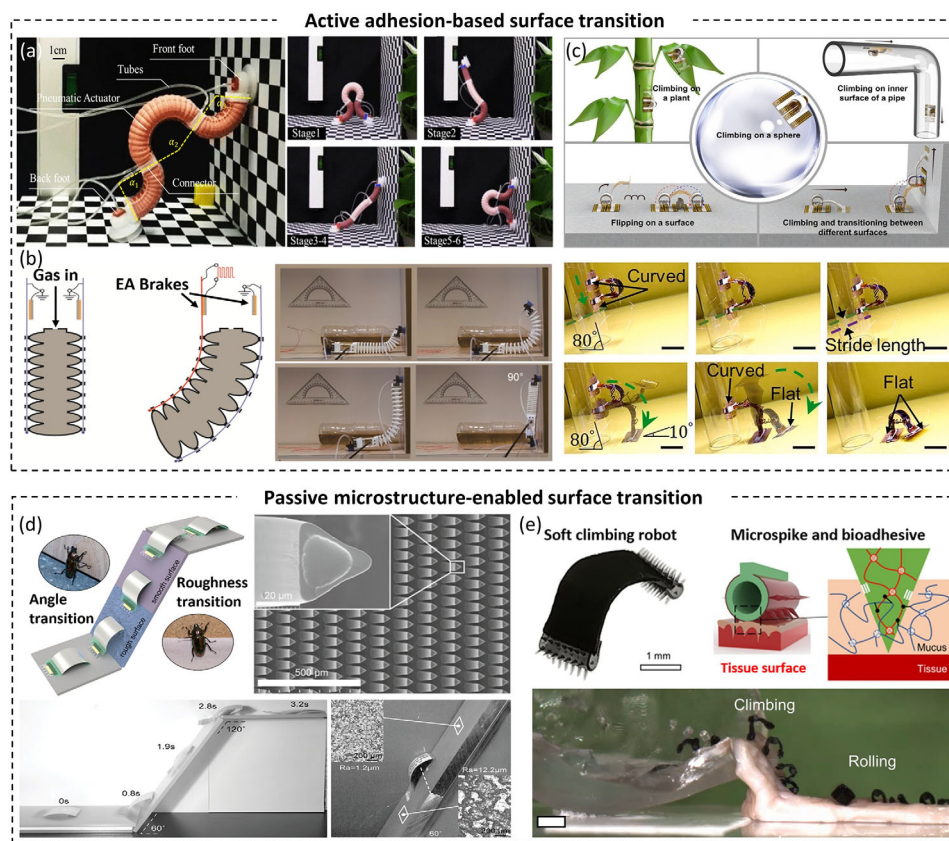 Active adhesion-based surface transition
(a)
1cm
Front foot
Tubes
Pneumatic Actuator
α₂
α₁
Back foot
Connector
Stage1
Stage2
Stage3-4
Stage5-6
(c)
Climbing on
a plant
Climbing on inner
surface of a pipe
Climbing on a sphere
Flipping on a surface
Climbing and transitioning between
different surfaces
(b)
Gas in
EA Brakes
90°
Curved
80°
Stride length
80°
10°
Curved
Flat
Flat
Passive microstructure-enabled surface transition
(d)
Angle
transition
Roughness
transition
smooth surface
rough surface
20 μm
500 μm
0s
0.8s
1.9s
2.8s
3.2s
120°
60°
200 μm
Ra=1.2μm
Ra=12.2μm
60°
(e)
Soft climbing robot
1 mm
Microspike and bioadhesive
Tissue surface
Mucus
Tissue
Climbing
Rolling